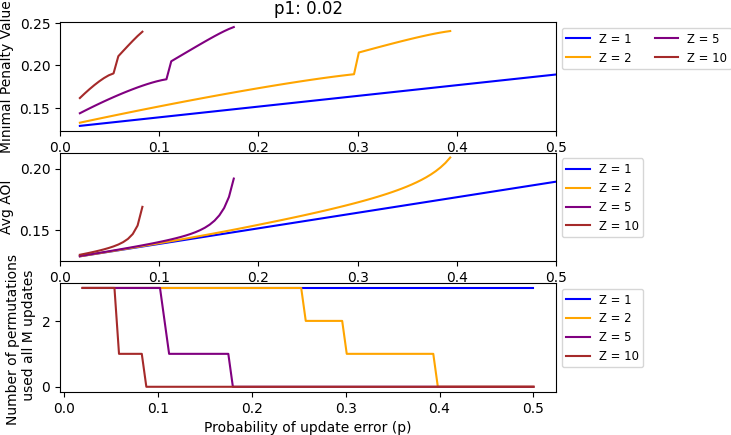 p1: 0.02
Minimal Penalty Value
0.25
0.20
0.15
0.0 0.1 0.2 0.3 0.4 0.5
Z = 1
Z = 2
Z = 5
Z = 10
Avg AOI
0.20
0.15
0.0 0.1 0.2 0.3 0.4 0.5
Z = 1
Z = 2
Z = 5
Z = 10
Number of permutations
used all M updates
2
0
0.0 0.1 0.2 0.3 0.4 0.5
Probability of update error (p)
Z = 1
Z = 2
Z = 5
Z = 10